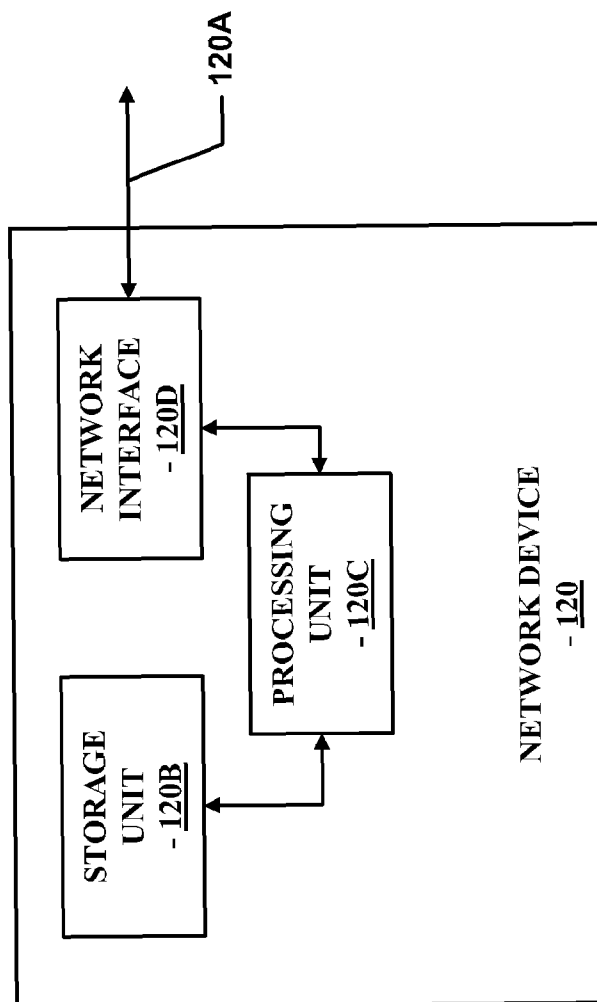 STORAGE
UNIT
- 120B
NETWORK
INTERFACE
- 120D
120A
PROCESSING
UNIT
- 120C
NETWORK DEVICE
- 120